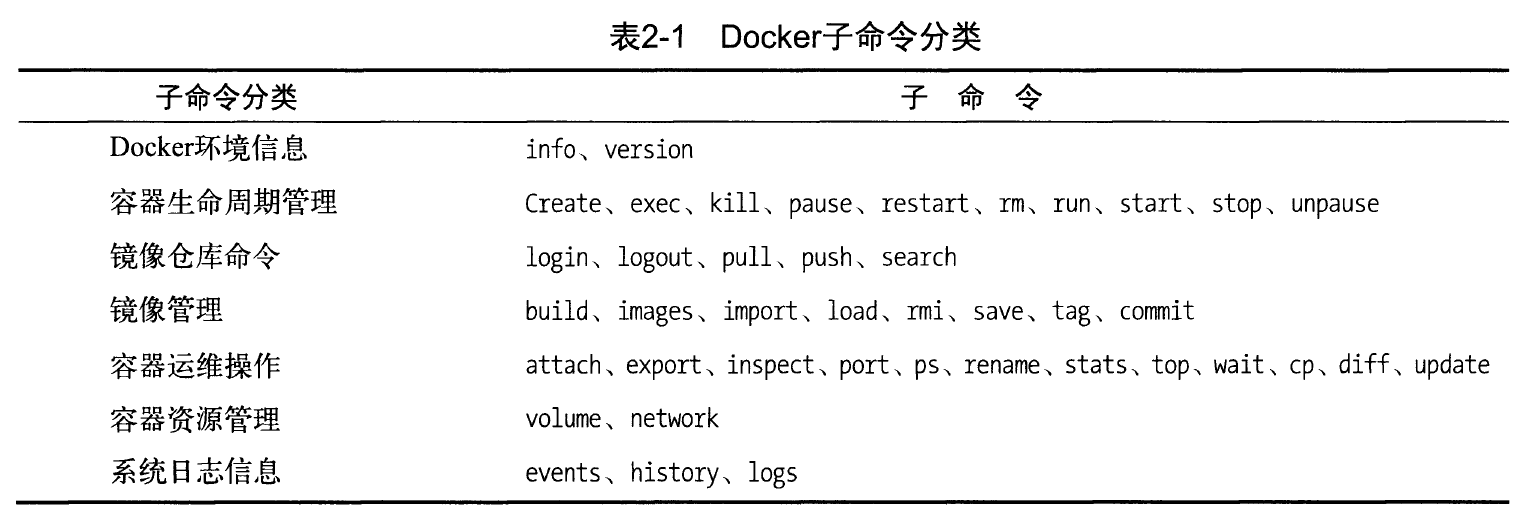 表2-1 Docker子命令分类
子命令分类 子 命 令
Docker环境信息 info、version
容器生命周期管理 Create、exec、kill、pause、restart、rm、run、start、stop、unpause
镜像仓库命令 login、logout、pull、push、search
镜像管理 build、images、import、load、rmi、save、tag、commit
容器运维操作 attach、export、inspect、port、ps、rename、stats、top、wait、cp、diff、update
容器资源管理 volume、network
系统日志信息 events、history、logs